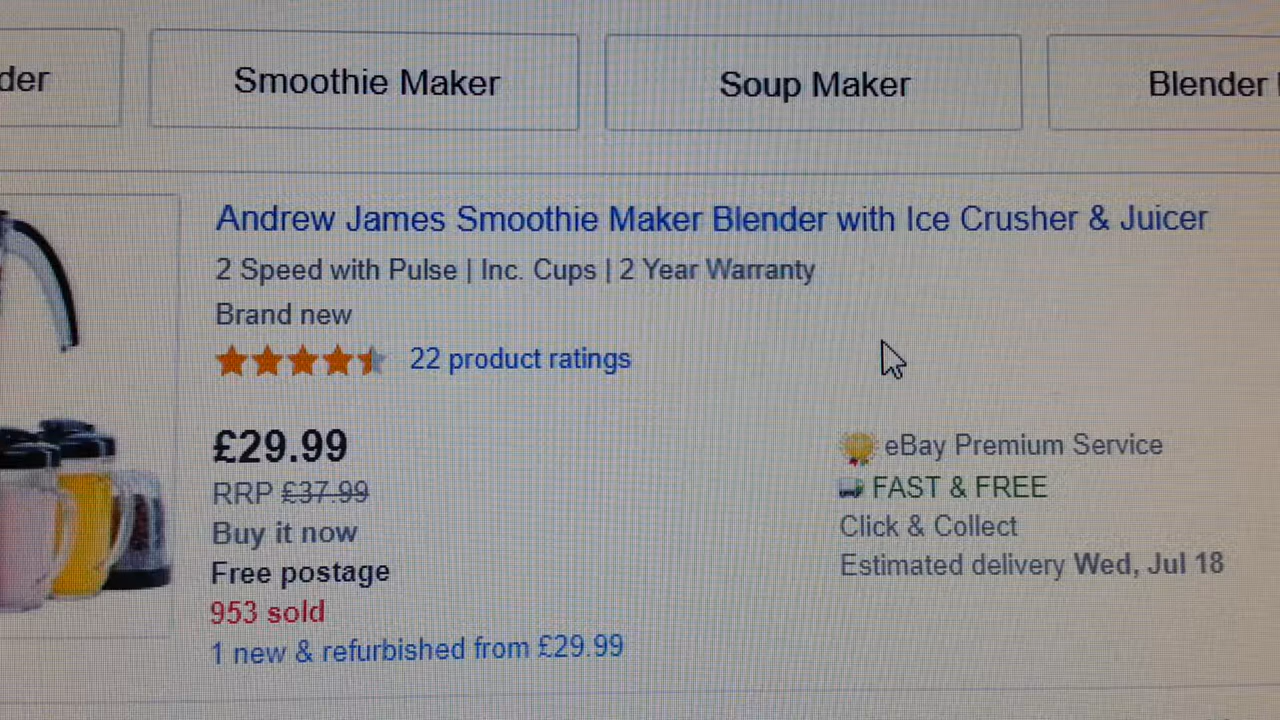 der
Smoothie Maker
Soup Maker
Blender
Andrew James Smoothie Maker Blender with Ice Crusher & Juicer
2 Speed with Pulse | Inc. Cups | 2 Year Warranty
Brand new
22 product ratings
£29.99
RRP £37.99
Buy it now
Free postage
953 sold
1 new & refurbished from £29.99
eBay Premium Service
FAST & FREE
Click & Collect
Estimated delivery Wed, Jul 18